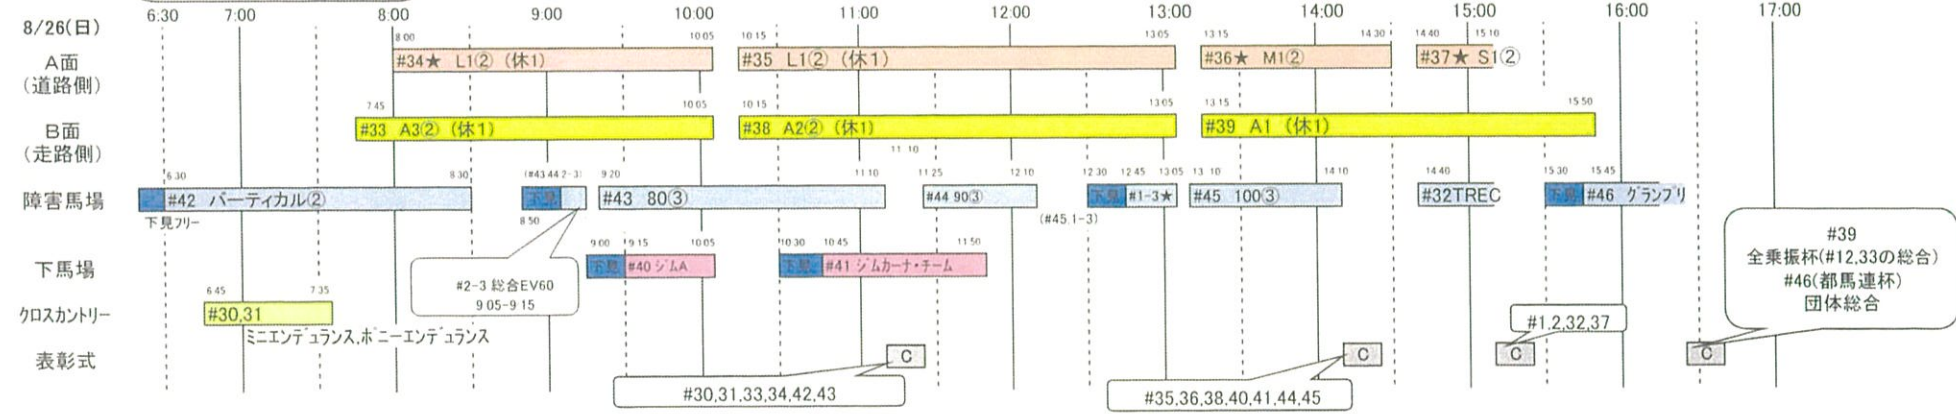 6:30 7:00 8:00 9:00 10:00 11:00 12:00 13:00 14:00 15:00 16:00 17:00
8/26(日)
8 00 10 05 10 15 13 05 13 15 14 30 14 40 15 10
A面
(道路側)
#34★ L1② (休1) #35 L1② (休1) #36★ M1② #37★ S1②
7 45 10 05 10 15 13 05 13 15 15 50
B面
(走路側)
#33 A3② (休1) #38 A2② (休1) #39 A1 (休1)
11 10
6 30 8 30 (#43 44 2-3) 9 20 11 10 11 25 12 10 12 30 12 45 13 05 13 10 14 10 14 40 15 30 15 45
障害馬場
#42 バーティカル② 下見 #43 80③ #44 90③ 下見 #1-3★ #45 100③ #32TREC 下見 #46 グランプリ
下見フリー 8 50 (#45 1-3)
9 00 9 15 10 05 10 30 10 45 11 50
下馬場
下見 #40 ジムA 下見 #41 ジムカーナ・チーム
#2-3 総合EV60
9 05-9 15
6 45 7 35
クロスカントリー
#30,31
ミニエンデュランス,ポニーエンデュランス
表彰式
C C C C
#30,31,33,34,42,43
#35,36,38,40,41,44,45
#1,2,32,37
#39
全乗振杯(#12,33の総合)
#46(都馬連杯)
団体総合